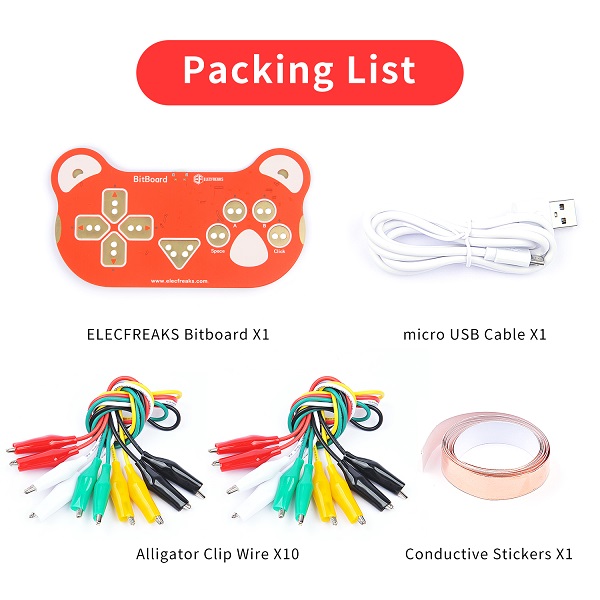 Packing List
BitBoard
ELECFREAKS
A
B
Space
Click
www.elecfreaks.com
ELECFREAKS Bitboard X1
micro USB Cable X1
Alligator Clip Wire X10
Conductive Stickers X1